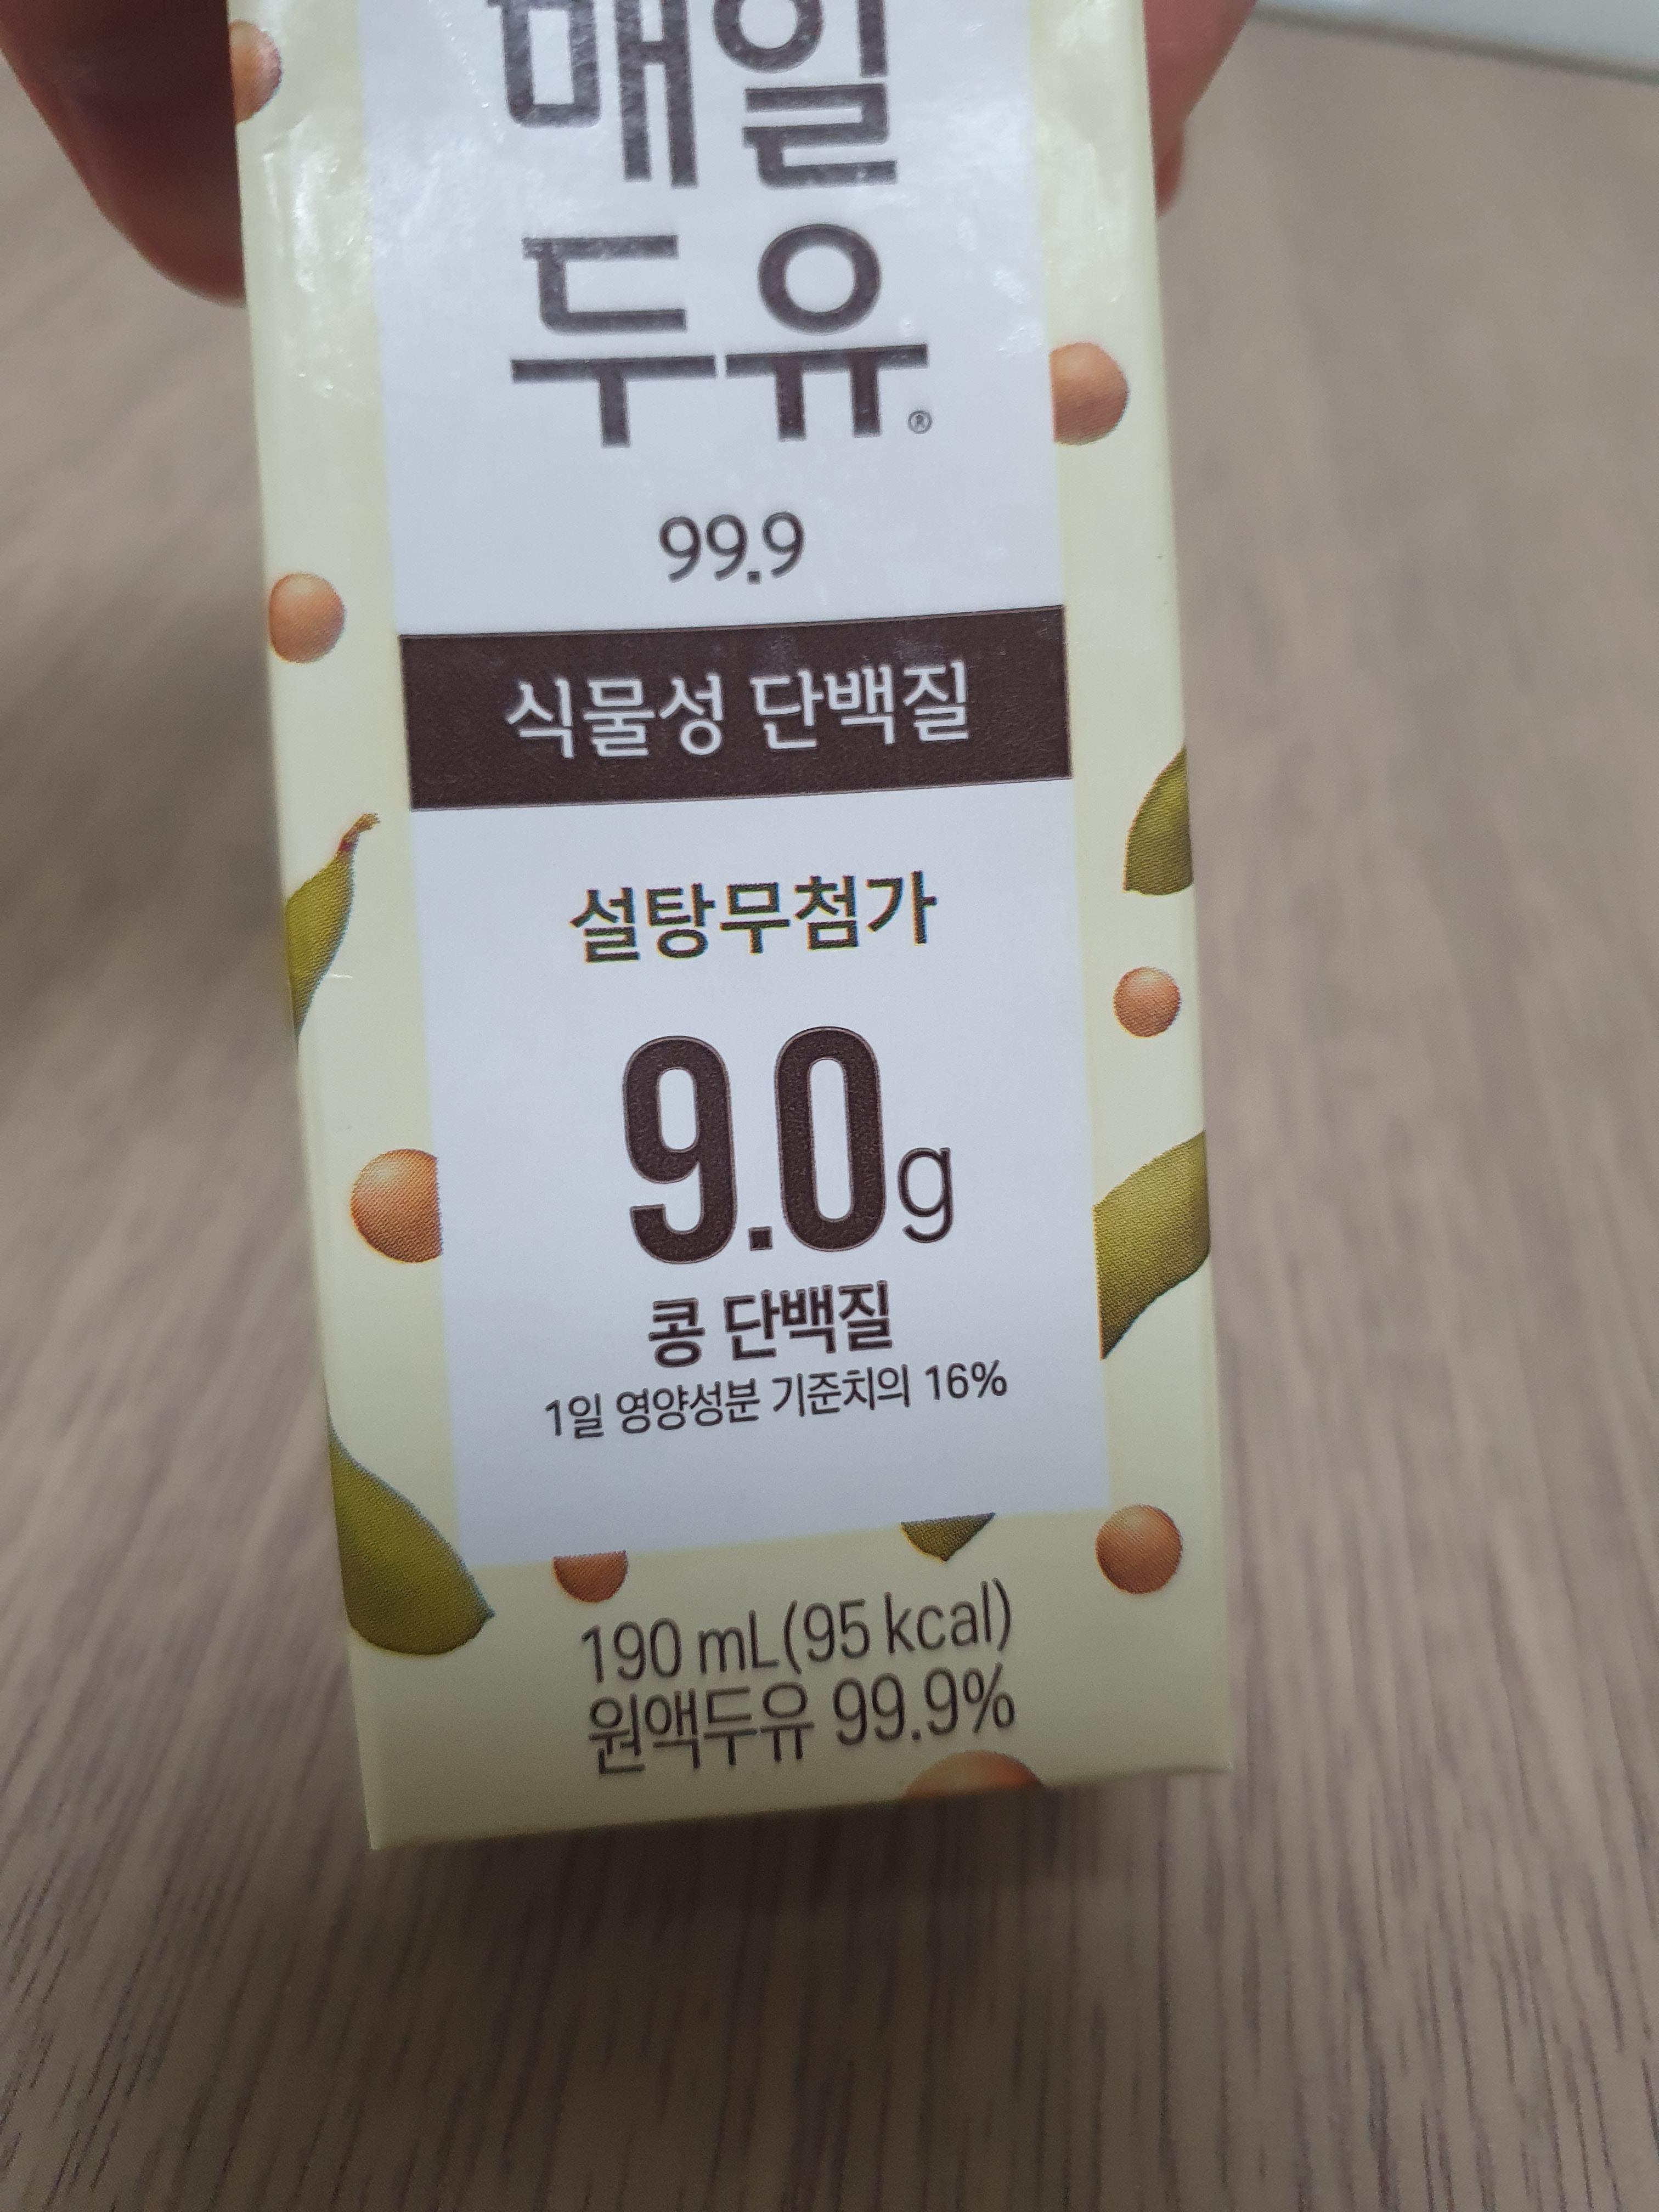 매일
두유®
99.9
식물성 단백질
설탕무첨가
9.0g
콩 단백질
1일 영양성분 기준치의 16%
190 mL(95 kcal)
원액두유 99.9%